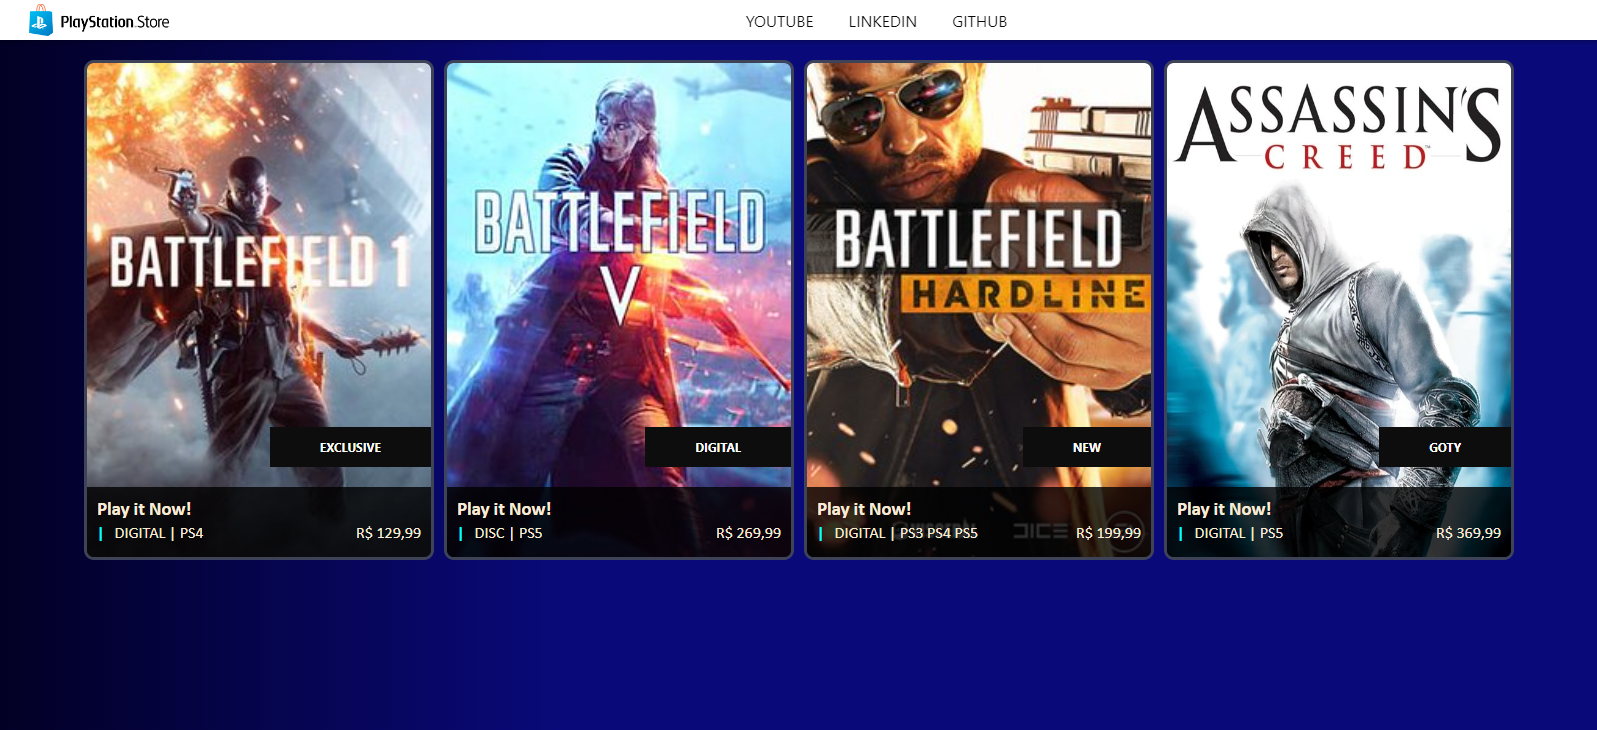 PlayStation.Store
YOUTUBE LINKEDIN GITHUB
BATTLEFIELD 1
EXCLUSIVE
Play it Now!
| DIGITAL | PS4 R$ 129,99
BATTLEFIELD
V
DIGITAL
Play it Now!
| DISC | PS5 R$ 269,99
BATTLEFIELD
HARDLINE
NEW
Play it Now!
DICE
| DIGITAL | PS3 PS4 PS5 R$ 199,99
ASSASSIN'S
CREED
GOTY
Play it Now!
| DIGITAL | PS5 R$ 369,99